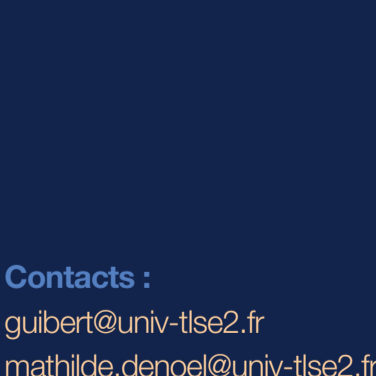 Contacts :
guibert@univ-tlse2.fr
mathilde.denoel@univ-tlse2.fr